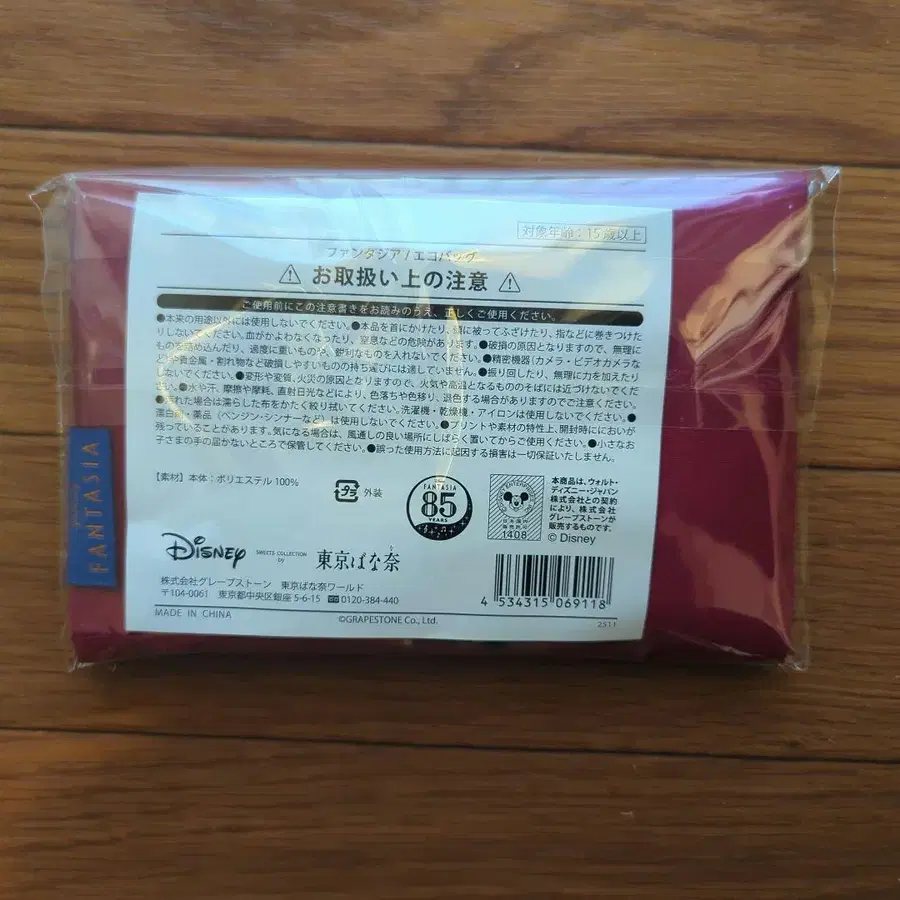 対象年齢：15歳以上
ファンタジア/エコバッグ
⚠ お取扱い上の注意 ⚠
ご使用前にこの注意書きをお読みのうえ、正しくご使用ください。
●本来の用途以外には使用しないでください。●本品を首にかけたり、頭に被ってふざけたり、指などに巻きつけた
りしないでください。血がかよわなくなったり、窒息などの危険があります。●破損の原因となりますので、無理に
ものを詰め込んだり、過度に重いものや、鋭利なものを入れないでください。●精密機器（カメラ・ビデオカメラな
ど）や貴金属・割れ物など破損しやすいものの持ち運びには適していません。●振り回したり、無理に力を加えたり
しないでください。●変形や変質、火災の原因となりますので、火気や高温となるもののそばには近づけないでくだ
さい。●水や汗、摩擦や摩耗、直射日光などにより、色落ちや色移り、退色する場合がありますのでご注意ください。
●汚れた場合は濡らした布をかたく絞り拭いてください。洗濯機・乾燥機・アイロンは使用しないでください。●
漂白剤・薬品（ベンジン・シンナーなど）は使用しないでください。●プリントや素材の特性上、開封時ににおいが
残っていることがあります。気になる場合は、風通しの良い場所にしばらく置いてからご使用ください。●小さなお
子さまの手の届かないところで保管してください。●誤った使用方法に起因する損害は一切保証いたしません。
【素材】本体：ポリエステル 100%
プラ 外装
FANTASIA
85
YEARS
ENTERPRISE
日本国内
販売許諾
1408
本商品は、ウォルト・
ディズニー・ジャパン
株式会社との契約
により、株式会社
グレープストーンが
販売するものです。
© Disney
Disney SWEETS COLLECTION by 東京ばな奈
株式会社グレープストーン 東京ばな奈ワールド
〒104-0061 東京都中央区銀座 5-6-15 ☎0120-384-440
MADE IN CHINA
©GRAPESTONE Co., Ltd.
4 534315 069118
2511
FANTASIA